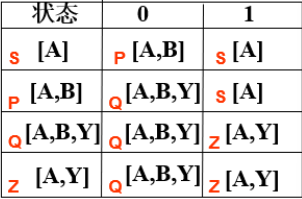 状态 0 1
S [A] P [A,B] S [A]
P [A,B] Q [A,B,Y] S [A]
Q [A,B,Y] Q [A,B,Y] Z [A,Y]
Z [A,Y] Q [A,B,Y] Z [A,Y]